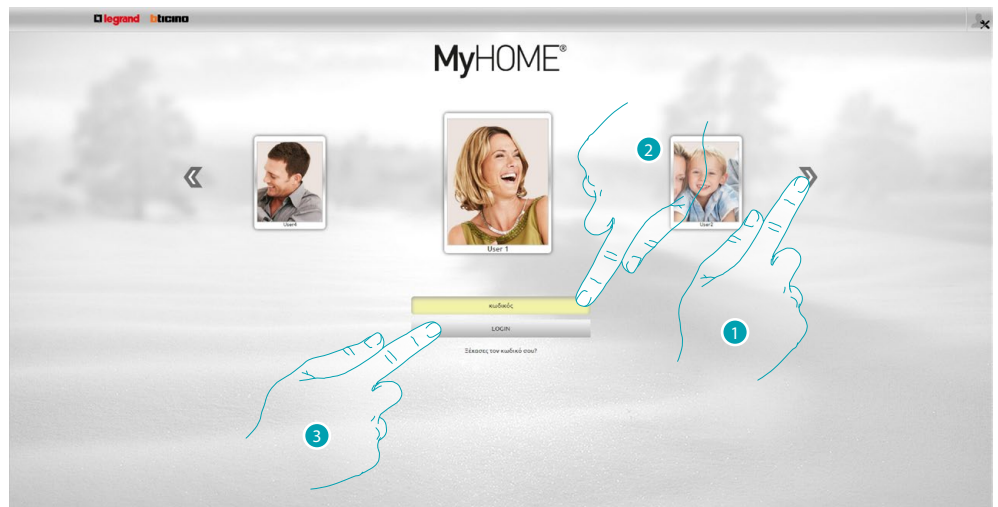 legrand bticino
MyHOME®
2
User4
User 1
User2
κωδικός
1
LOGIN
Ξέχασες τον κωδικό σου?
3